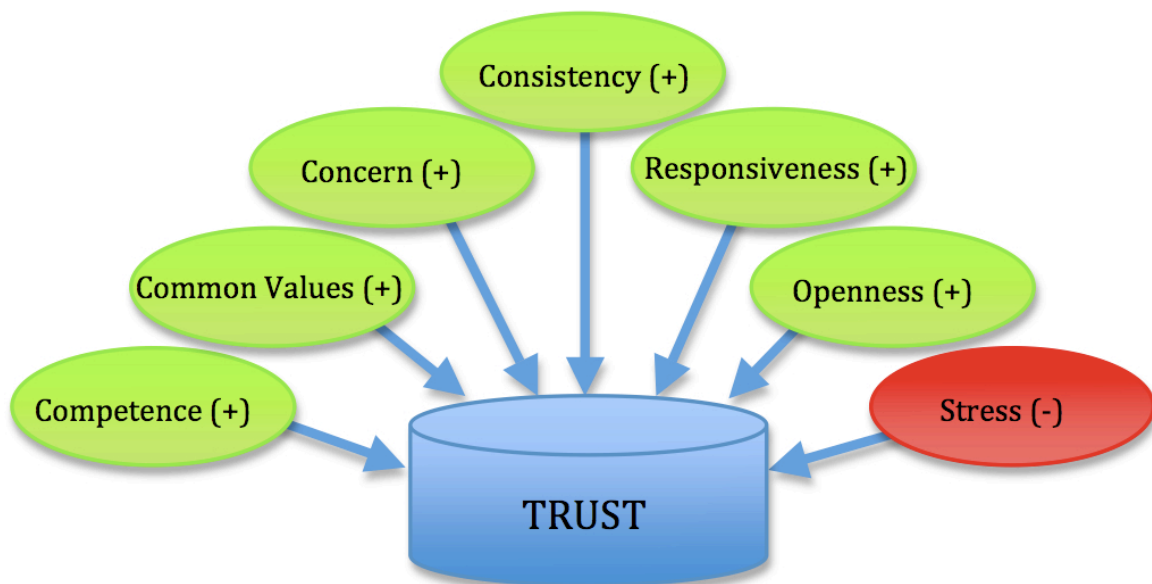 Consistency (+)
Concern (+)
Responsiveness (+)
Common Values (+)
Openness (+)
Competence (+)
Stress (-)
TRUST